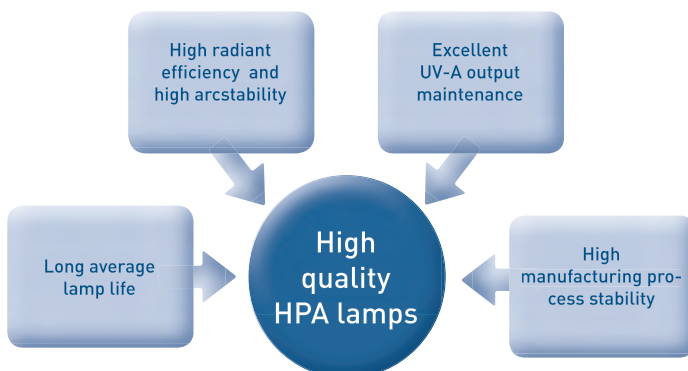 High radiant
efficiency and
high arcstability
Excellent
UV-A output
maintenance
Long average
lamp life
High
quality
HPA lamps
High
manufacturing pro-
cess stability